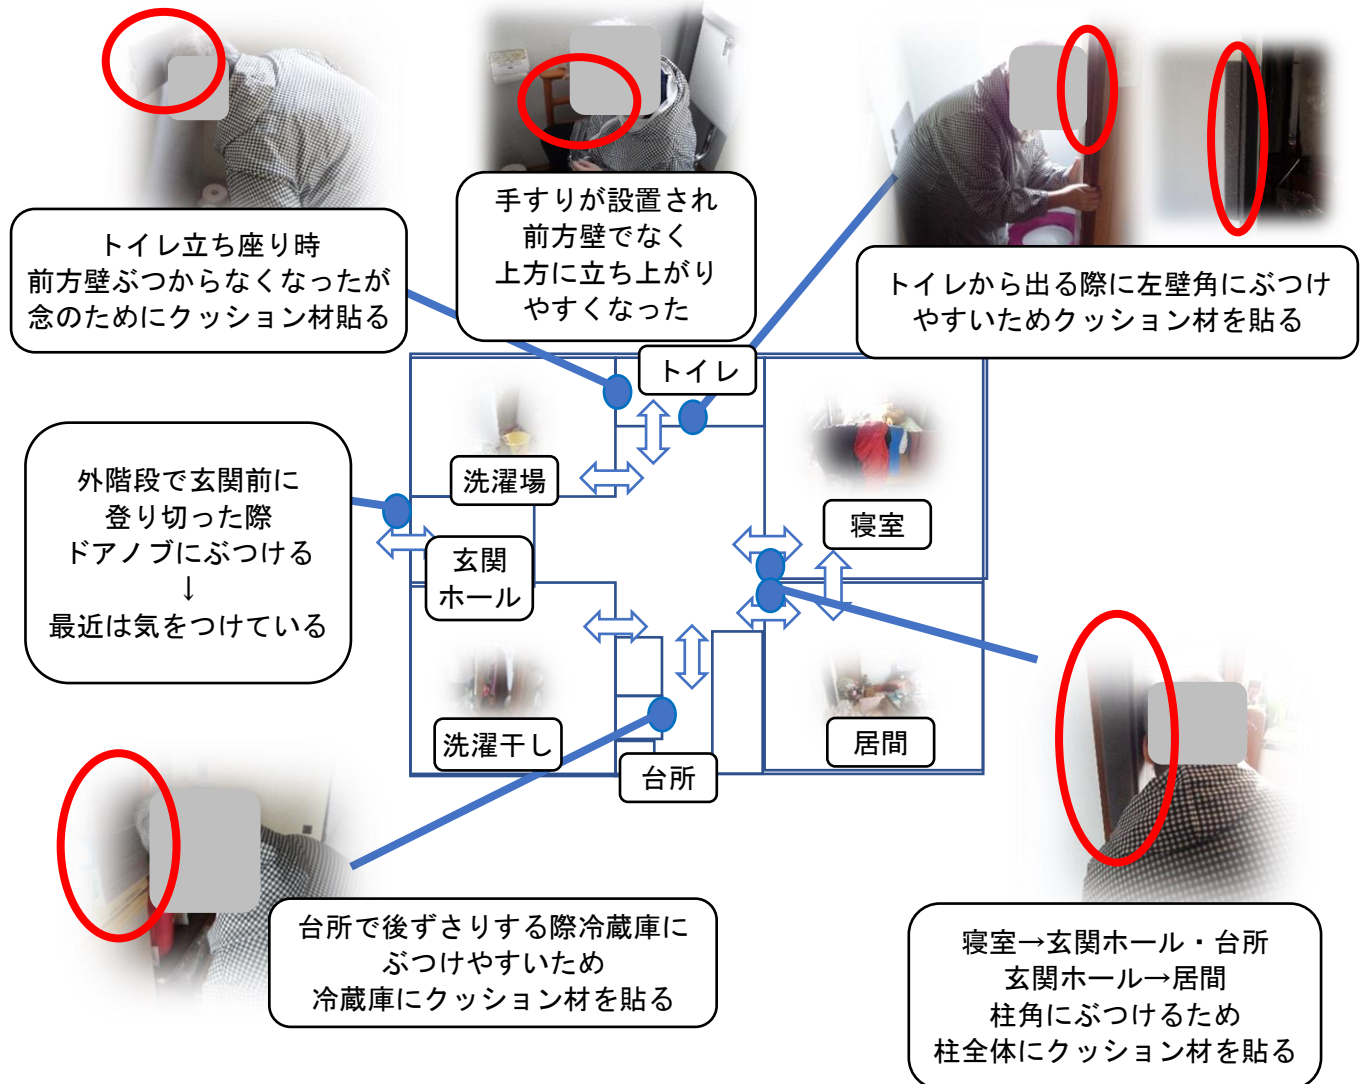 トイレ立ち座り時
前方壁ぶつからなくなったが
念のためにクッション材貼る
手すりが設置され
前方壁でなく
上方に立ち上がり
やすくなった
トイレから出る際に左壁角にぶつけ
やすいためクッション材を貼る
トイレ
洗濯場
寝室
外階段で玄関前に
登り切った際
ドアノブにぶつける
↓
最近は気をつけている
玄関
ホール
洗濯干し
台所
居間
台所で後ずさりする際冷蔵庫に
ぶつけやすいため
冷蔵庫にクッション材を貼る
寝室→玄関ホール・台所
玄関ホール→居間
柱角にぶつけるため
柱全体にクッション材を貼る